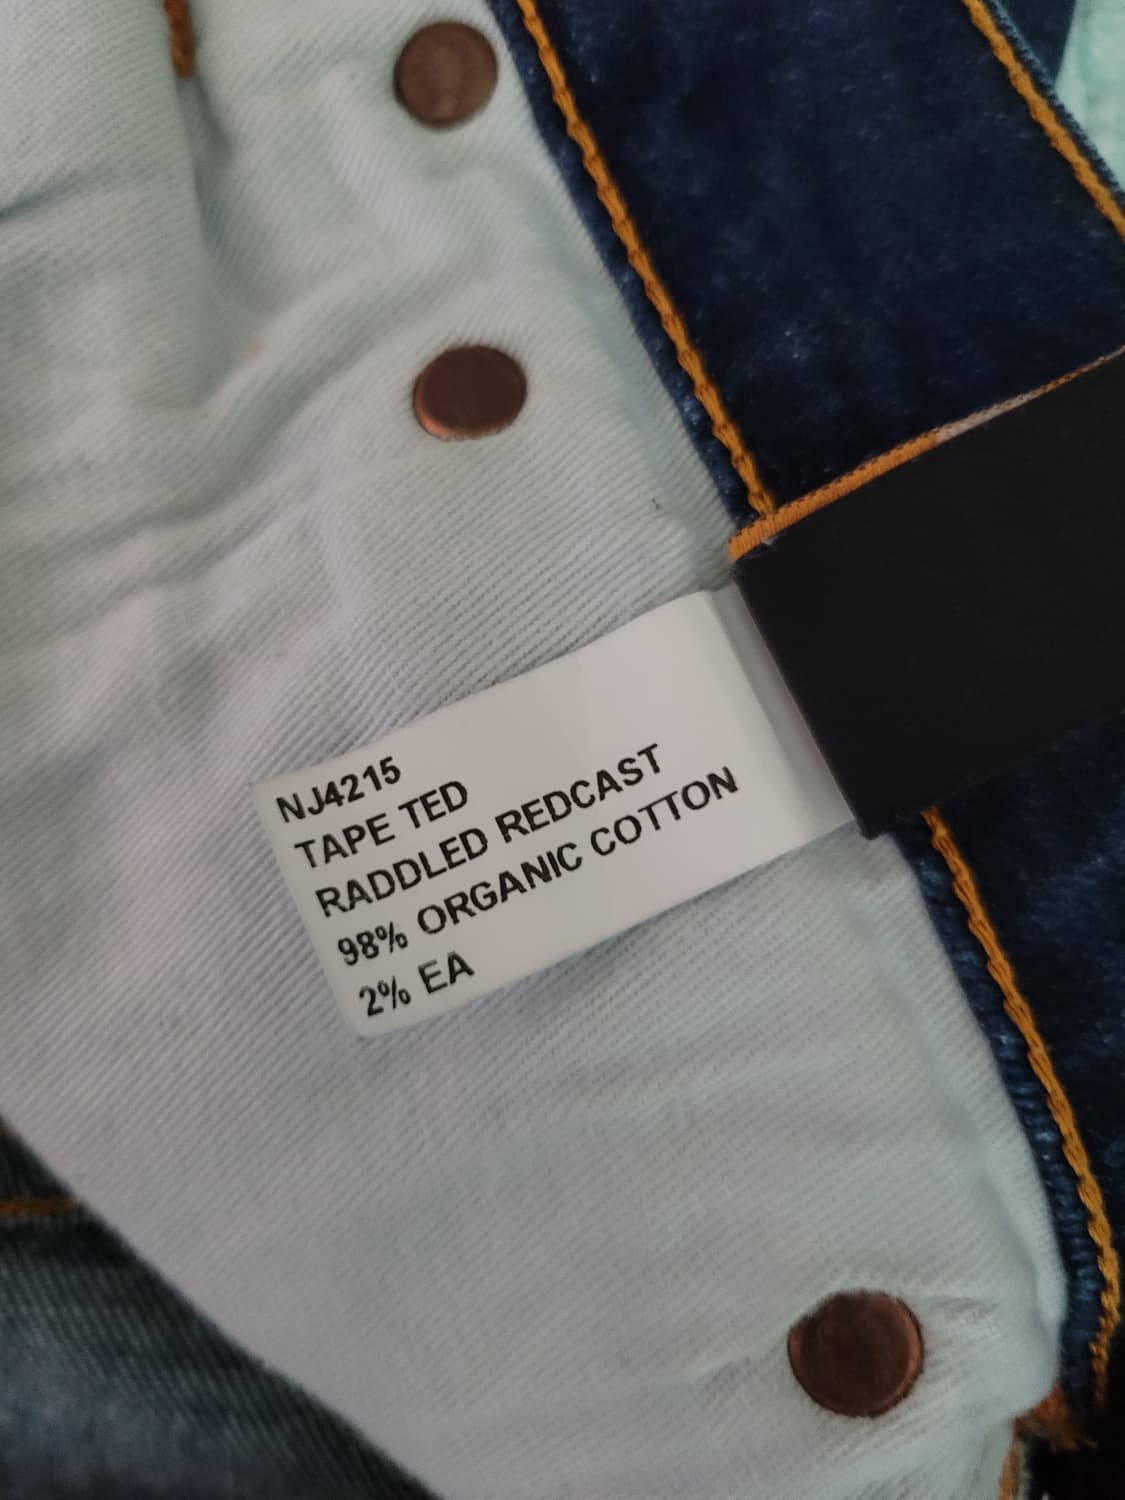 NJ4215
TAPE TED
RADDLED REDCAST
98% ORGANIC COTTON
2% EA